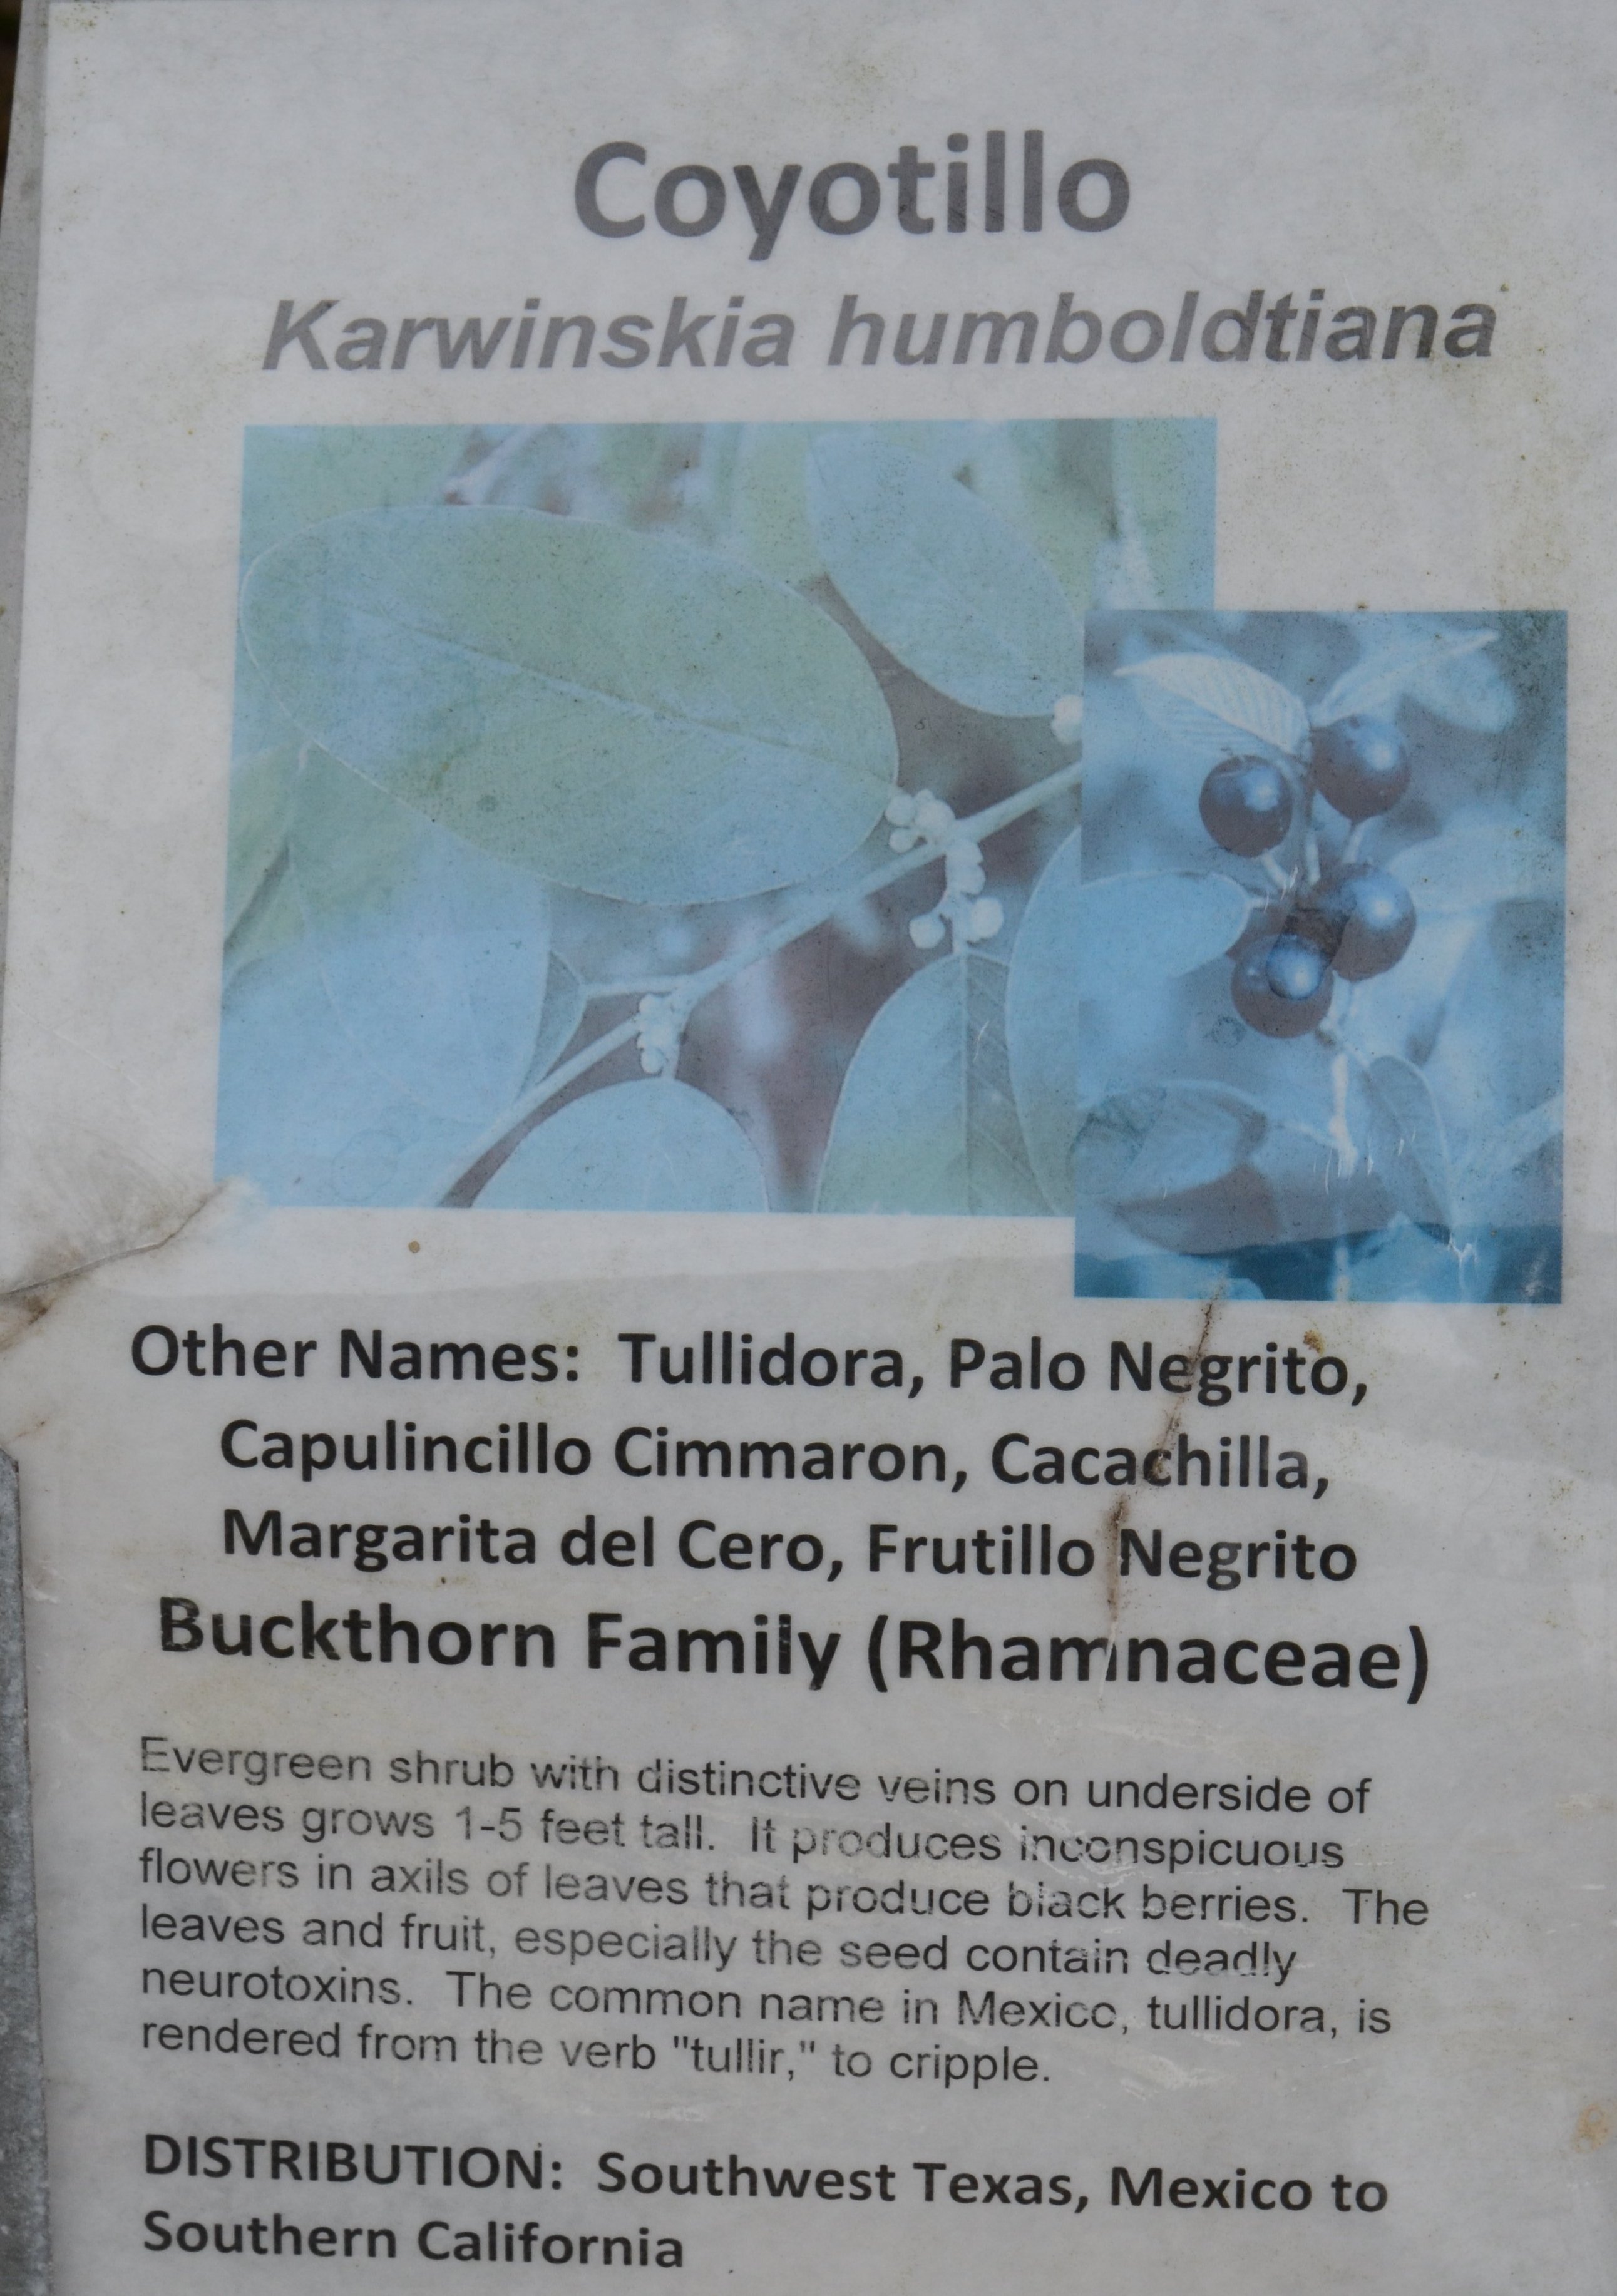 Coyotillo
Karwinskia humboldtiana
Other Names:  Tullidora, Palo Negrito,
Capulincillo Cimmaron, Cacachilla,
Margarita del Cero, Frutillo Negrito
Buckthorn Family (Rhamnaceae)
Evergreen shrub with distinctive veins on underside of
leaves grows 1-5 feet tall.  It produces inconspicuous
flowers in axils of leaves that produce black berries.  The
leaves and fruit, especially the seed contain deadly
neurotoxins.  The common name in Mexico, tullidora, is
rendered from the verb "tullir," to cripple.
DISTRIBUTION:  Southwest Texas, Mexico to
Southern California